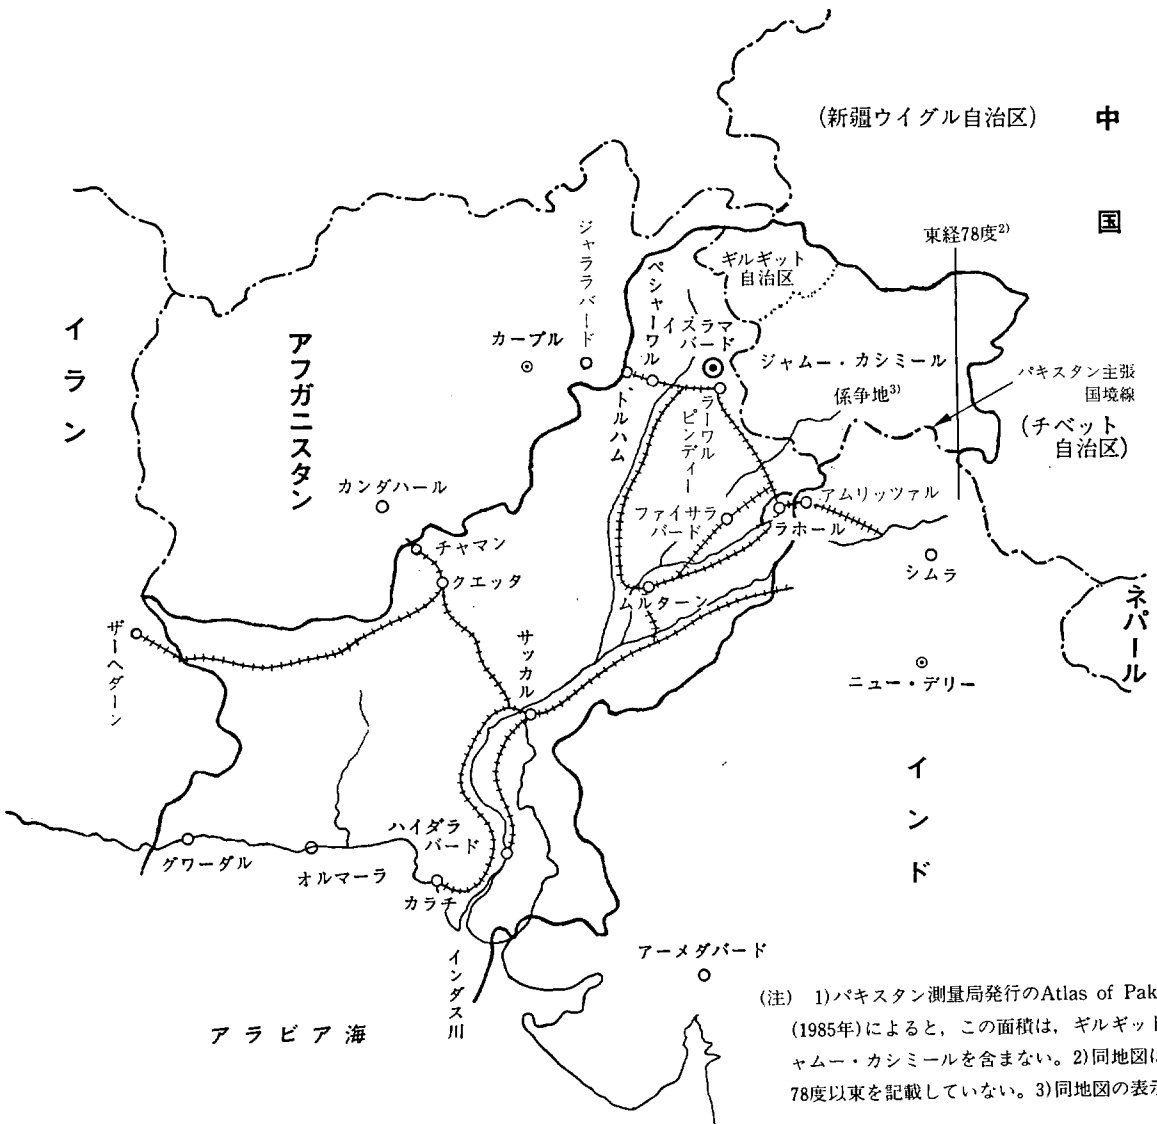 (新疆ウイグル自治区)
中国
東経78度2)
ジャララバード
ペシャーワル
ギルギット
自治区
イスラマ
バード
イラン
アフガニスタン
カーブル
ジャムー・カシミール
パキスタン主張
国境線
係争地3)
トルハム
ラーワル
ピンディー
(チベット
自治区)
カンダハール
アムリッツァル
ファイサラ
バード
ラホール
チャマン
クエッタ
シムラ
ムルターン
ネパール
ザーヘダーン
サッカル
ニュー・デリー
インド
ハイダラ
バード
グワーダル
オルマーラ
カラチ
インダス川
アーメダバード
アラビア海
(注) 1)パキスタン測量局発行のAtlas of Pak
(1985年)によると，この面積は，ギルギット
ャムー・カシミールを含まない。2)同地図に
78度以東を記載していない。3)同地図の表示